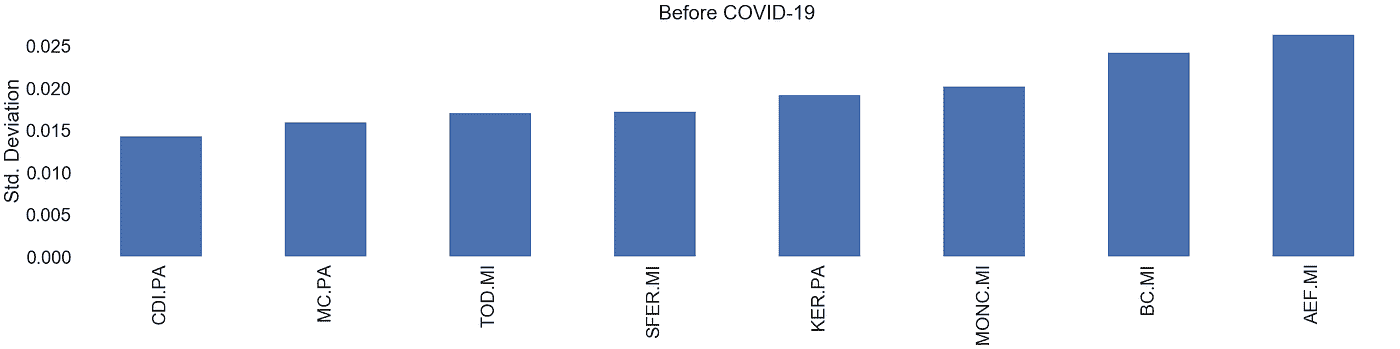 Before COVID-19
Std. Deviation
0.025
0.020
0.015
0.010
0.005
0.000
CDI.PA
MC.PA
TOD.MI
SFER.MI
KER.PA
MONC.MI
BC.MI
AEF.MI